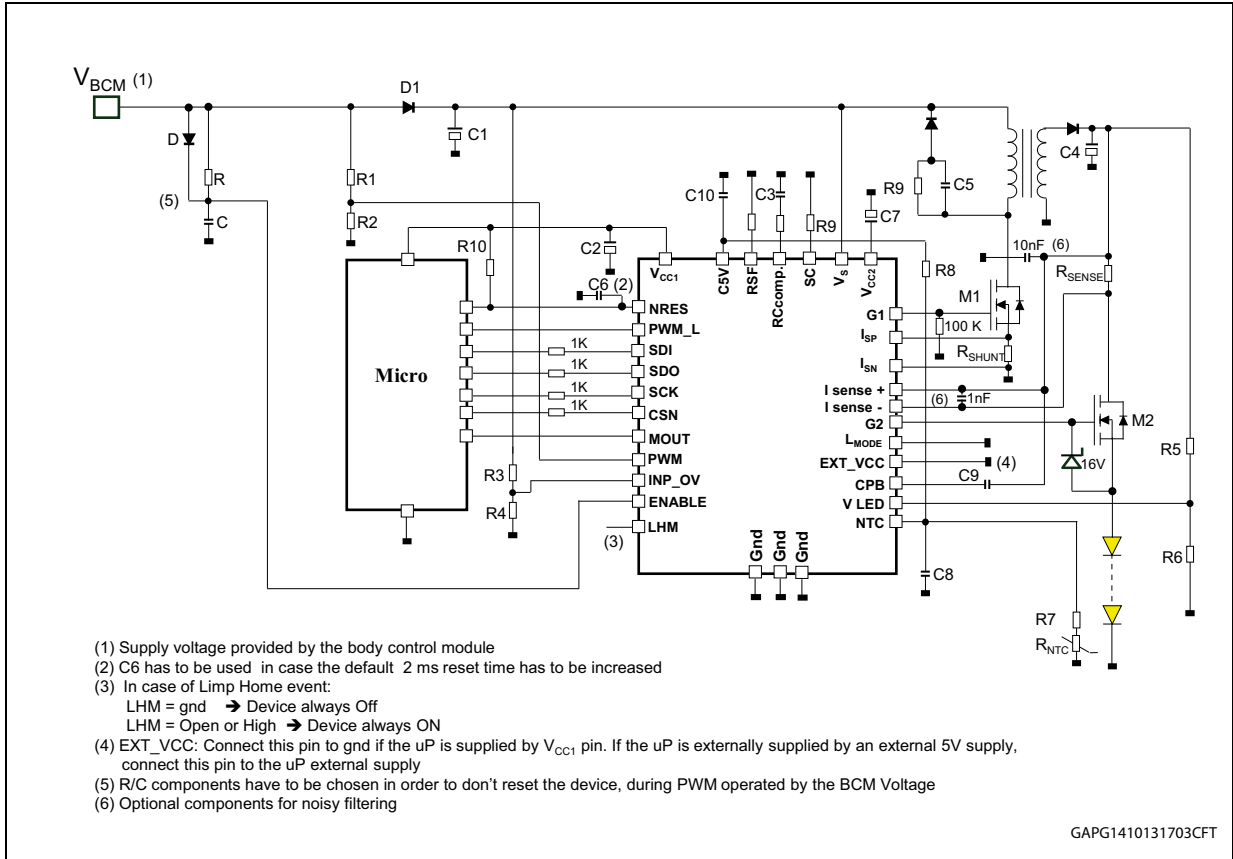 V_BCM (1)
D1
D
C1
R
R1
(5)
C
R2
R10
C2
C6 (2)
C10
RSF
C3
R9
C7
R9
C5
C4
10nF (6)
R_SENSE
R8
M1
100 K
R_SHUNT
(6) 1nF
M2
16V
(4)
C9
R5
R6
C8
R7
R_NTC
Micro
1K
1K
1K
1K
R3
R4
(3)
V_CC1
C5V
RSF
RCcomp.
SC
V_S
V_CC2
NRES
PWM_L
SDI
SDO
SCK
CSN
MOUT
PWM
INP_OV
ENABLE
LHM
G1
I_SP
I_SN
I sense +
I sense -
G2
L_MODE
EXT_VCC
CPB
V LED
NTC
Gnd
Gnd
Gnd
(1) Supply voltage provided by the body control module
(2) C6 has to be used in case the default 2 ms reset time has to be increased
(3) In case of Limp Home event:
LHM = gnd ➔ Device always Off
LHM = Open or High ➔ Device always ON
(4) EXT_VCC: Connect this pin to gnd if the uP is supplied by V_CC1 pin. If the uP is externally supplied by an external 5V supply,
connect this pin to the uP external supply
(5) R/C components have to be chosen in order to don't reset the device, during PWM operated by the BCM Voltage
(6) Optional components for noisy filtering
GAPG1410131703CFT